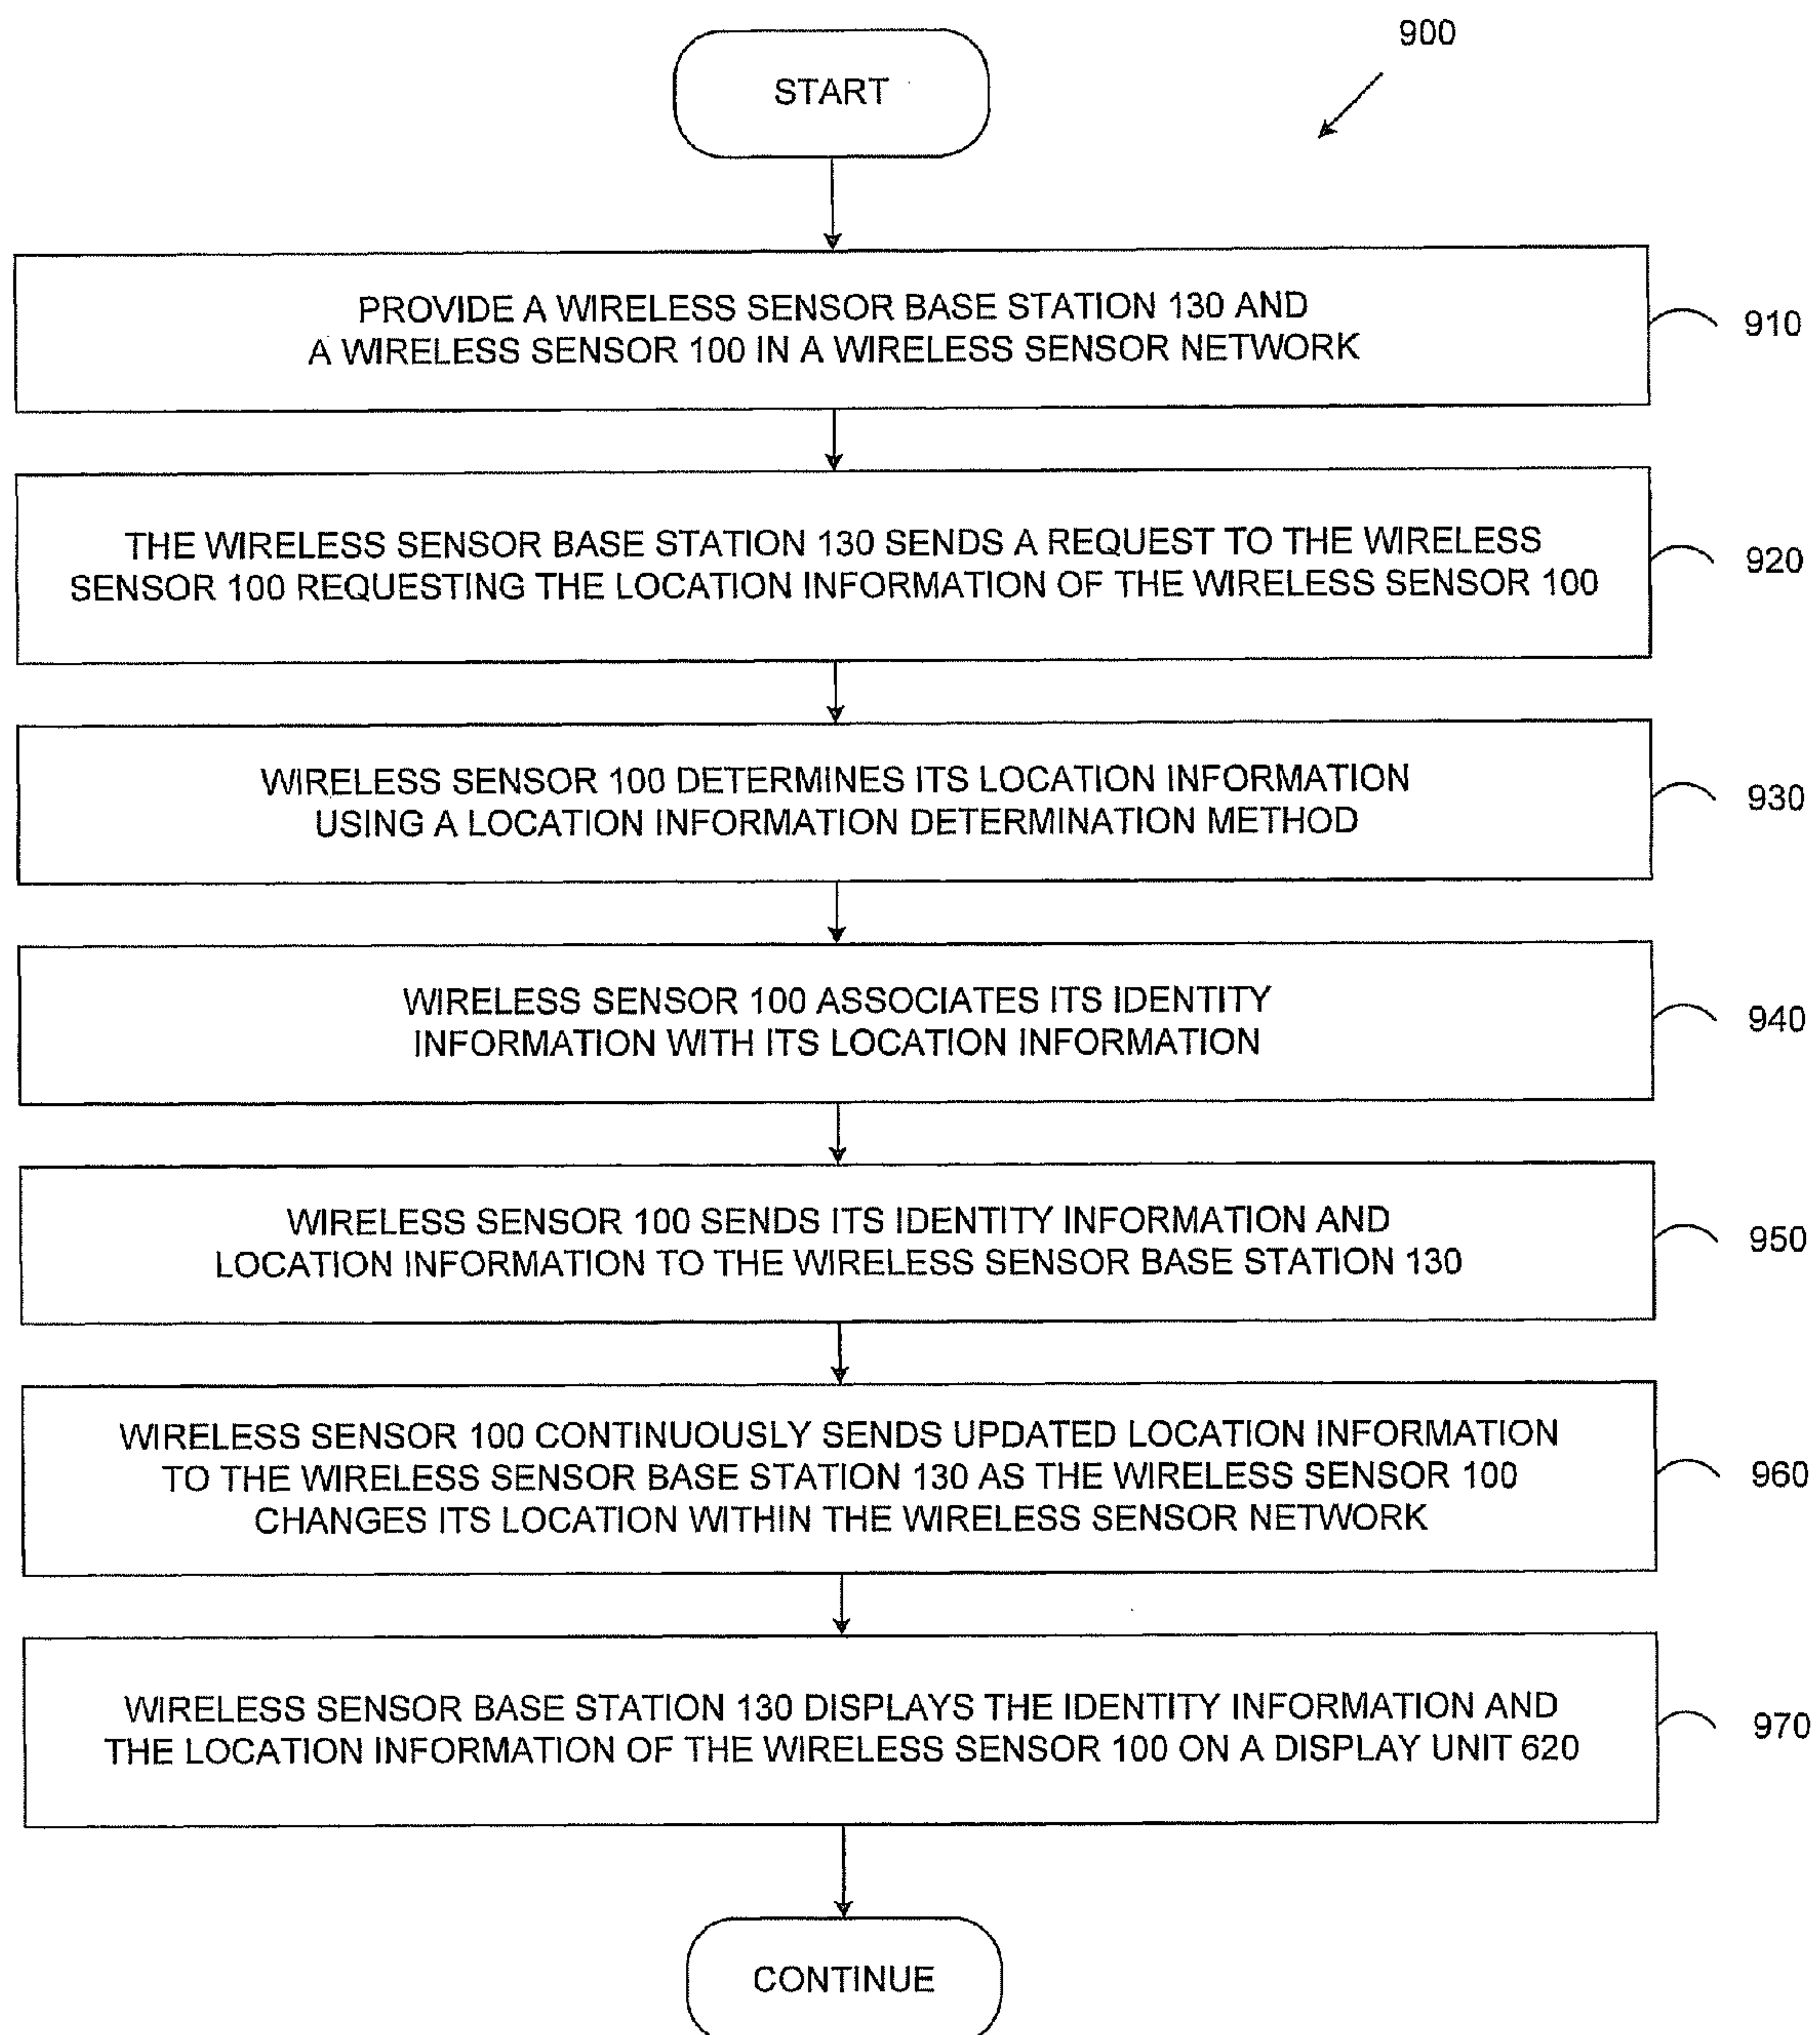 900
START
PROVIDE A WIRELESS SENSOR BASE STATION 130 AND
A WIRELESS SENSOR 100 IN A WIRELESS SENSOR NETWORK
910
THE WIRELESS SENSOR BASE STATION 130 SENDS A REQUEST TO THE WIRELESS
SENSOR 100 REQUESTING THE LOCATION INFORMATION OF THE WIRELESS SENSOR 100
920
WIRELESS SENSOR 100 DETERMINES ITS LOCATION INFORMATION
USING A LOCATION INFORMATION DETERMINATION METHOD
930
WIRELESS SENSOR 100 ASSOCIATES ITS IDENTITY
INFORMATION WITH ITS LOCATION INFORMATION
940
WIRELESS SENSOR 100 SENDS ITS IDENTITY INFORMATION AND
LOCATION INFORMATION TO THE WIRELESS SENSOR BASE STATION 130
950
WIRELESS SENSOR 100 CONTINUOUSLY SENDS UPDATED LOCATION INFORMATION
TO THE WIRELESS SENSOR BASE STATION 130 AS THE WIRELESS SENSOR 100
CHANGES ITS LOCATION WITHIN THE WIRELESS SENSOR NETWORK
960
WIRELESS SENSOR BASE STATION 130 DISPLAYS THE IDENTITY INFORMATION AND
THE LOCATION INFORMATION OF THE WIRELESS SENSOR 100 ON A DISPLAY UNIT 620
970
CONTINUE